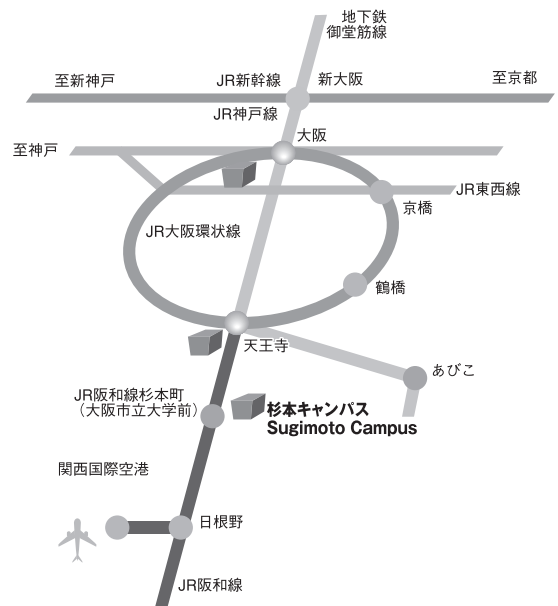 地下鉄
御堂筋線
至新神戸
JR新幹線
新大阪
至京都
JR神戸線
大阪
至神戸
JR東西線
京橋
JR大阪環状線
鶴橋
天王寺
あびこ
JR阪和線杉本町
（大阪市立大学前）
杉本キャンパス
Sugimoto Campus
関西国際空港
日根野
JR阪和線